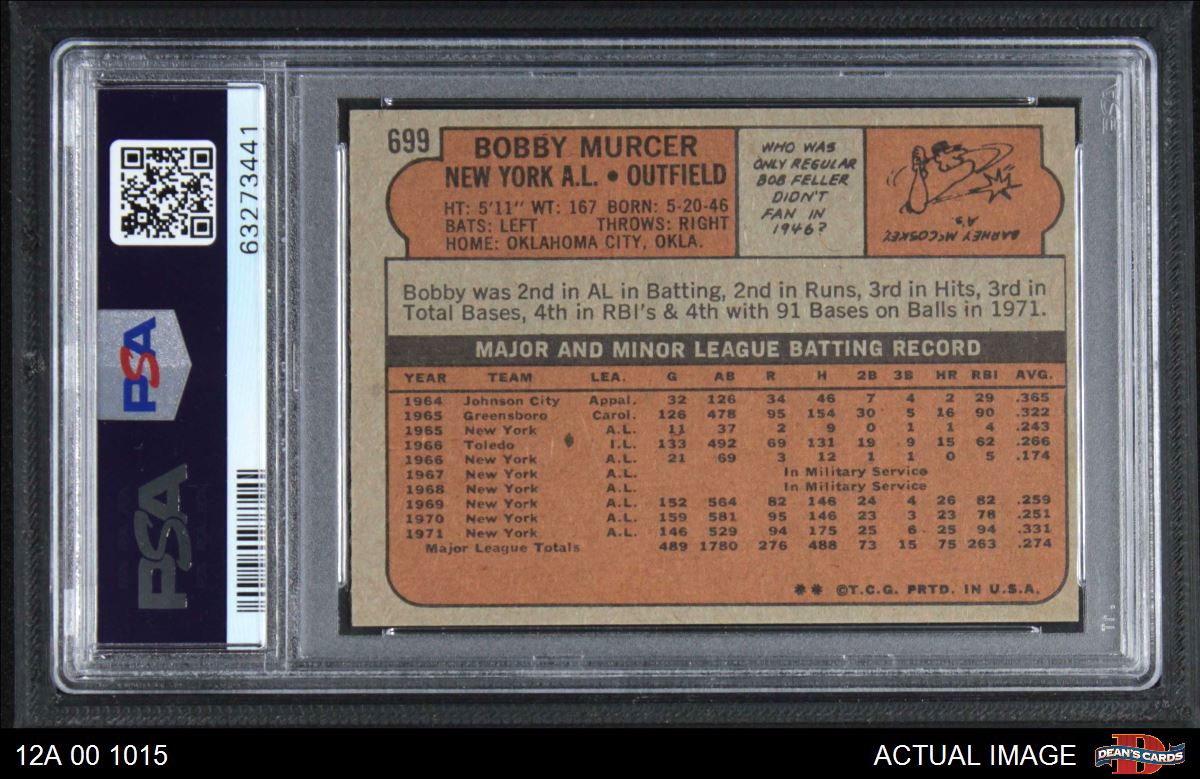 63273441
PSA
PSA
699
BOBBY MURCER
NEW YORK A.L. • OUTFIELD
HT: 5'11" WT: 167 BORN: 5-20-46
BATS: LEFT THROWS: RIGHT
HOME: OKLAHOMA CITY, OKLA.
WHO WAS
ONLY REGULAR
BOB FELLER
DIDN'T
FAN IN
1946?
BARNEY McCOSKEY
A's
Bobby was 2nd in AL in Batting, 2nd in Runs, 3rd in Hits, 3rd in
Total Bases, 4th in RBI's & 4th with 91 Bases on Balls in 1971.
MAJOR AND MINOR LEAGUE BATTING RECORD
YEAR TEAM LEA. G AB R H 2B 3B HR RBI AVG.
1964 Johnson City Appal. 32 126 34 46 7 4 2 29 .365
1965 Greensboro Carol. 126 478 95 154 30 5 16 90 .322
1965 New York A.L. 11 37 2 9 0 1 1 4 .243
1966 Toledo I.L. 133 492 69 131 19 9 15 62 .266
1966 New York A.L. 21 69 3 12 1 1 0 5 .174
1967 New York A.L. In Military Service
1968 New York A.L. In Military Service
1969 New York A.L. 152 564 82 146 24 4 26 82 .259
1970 New York A.L. 159 581 95 146 23 3 23 78 .251
1971 New York A.L. 146 529 94 175 25 6 25 94 .331
Major League Totals 489 1780 276 488 73 15 75 263 .274
** ©T.C.G. PRTD. IN U.S.A.
PSA
12A 00 1015
ACTUAL IMAGE
DEAN'S CARDS